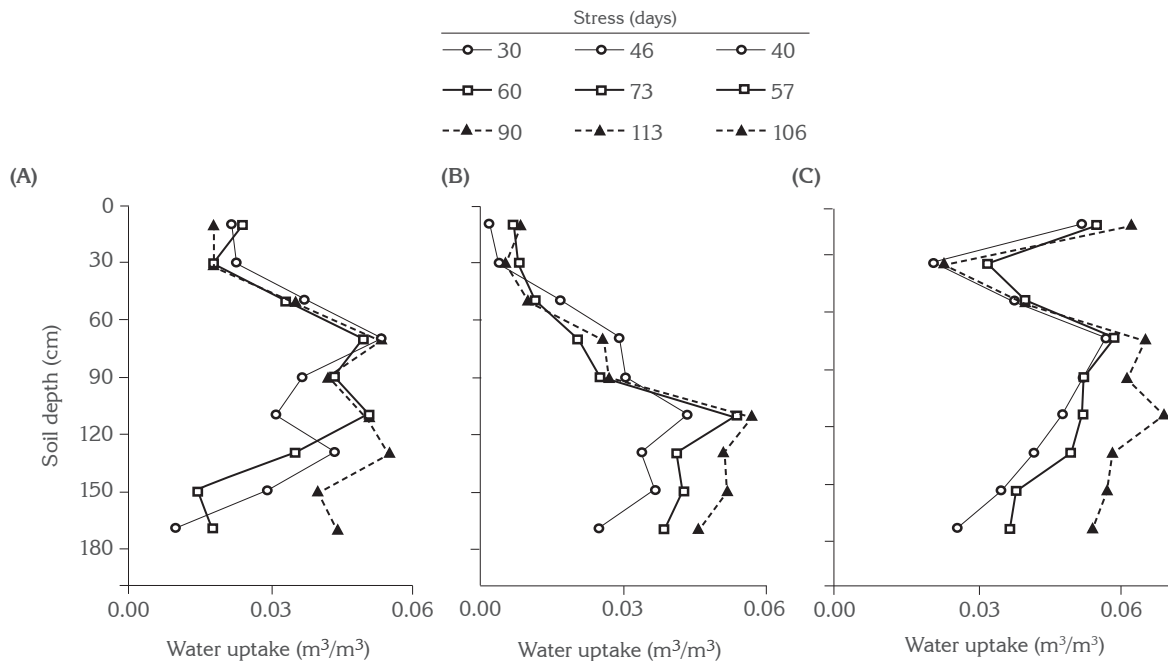 Stress (days)
30 46 40
60 73 57
90 113 106
(A) (B) (C)
0
30
60
90
120
150
180
Soil depth (cm)
0.00 0.03 0.06 0.00 0.03 0.06 0.00 0.03 0.06
Water uptake (m³/m³) Water uptake (m³/m³) Water uptake (m³/m³)